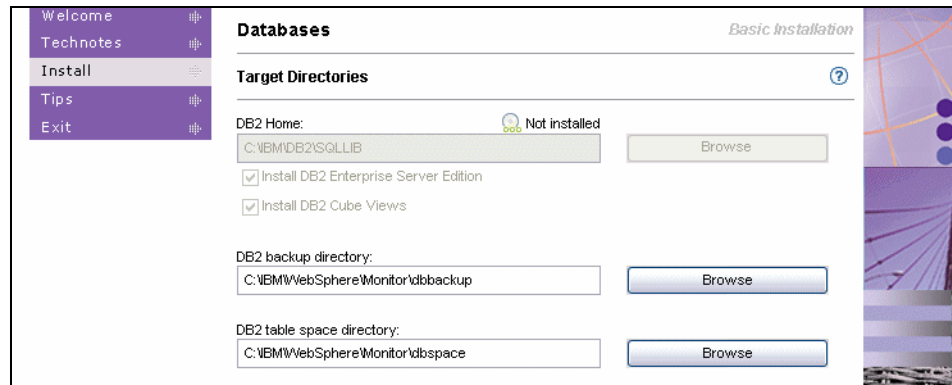 Welcome
Technotes
Install
Tips
Exit
Databases
Basic Installation
Target Directories
?
DB2 Home:
Not installed
C:\IBM\DB2\SQLLIB
Browse
Install DB2 Enterprise Server Edition
Install DB2 Cube Views
DB2 backup directory:
C:\IBM\WebSphere\Monitor\dbbackup
Browse
DB2 table space directory:
C:\IBM\WebSphere\Monitor\dbspace
Browse